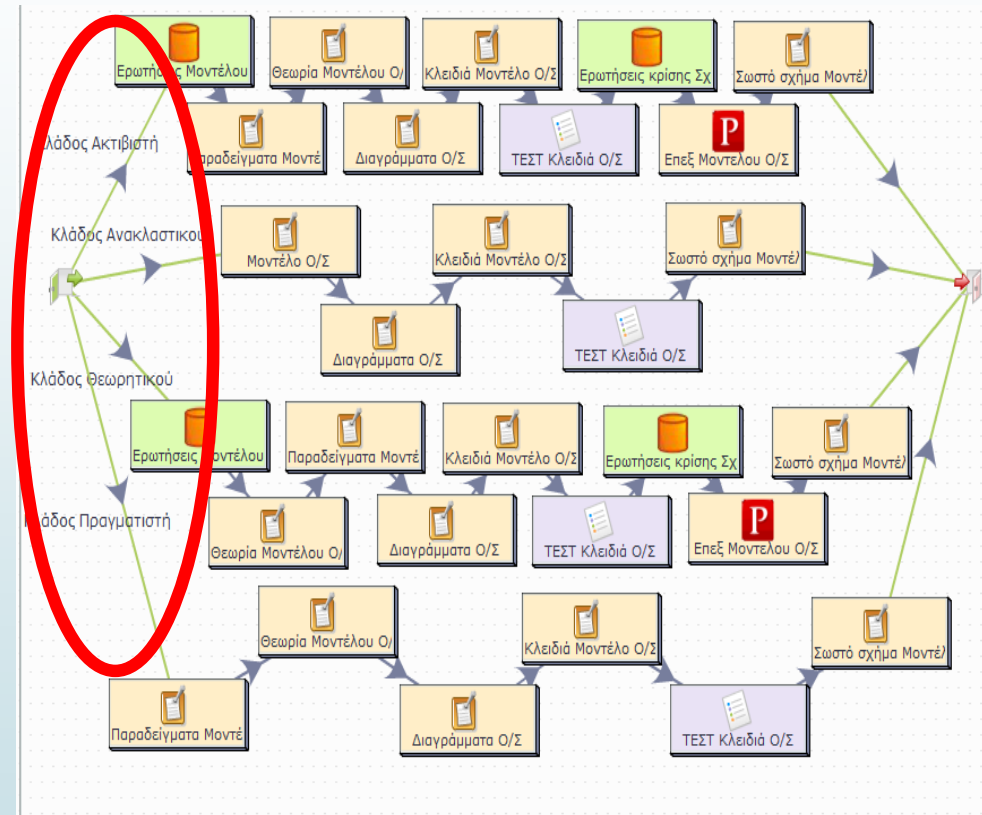 Ερωτήσεις Μοντέλου
Θεωρία Μοντέλου Ο/
Κλειδιά Μοντέλο Ο/Σ
Ερωτήσεις κρίσης Σχ
Σωστό σχήμα Μοντέλ
Κλάδος Ακτιβιστή
Παραδείγματα Μοντέ
Διαγράμματα Ο/Σ
ΤΕΣΤ Κλειδιά Ο/Σ
P
Επεξ Μοντελου Ο/Σ
Κλάδος Ανακλαστικου
Μοντέλο Ο/Σ
Κλειδιά Μοντέλο Ο/Σ
Σωστό σχήμα Μοντέλ
Διαγράμματα Ο/Σ
ΤΕΣΤ Κλειδιά Ο/Σ
Κλάδος Θεωρητικού
Ερωτήσεις Μοντέλου
Παραδείγματα Μοντέ
Κλειδιά Μοντέλο Ο/Σ
Ερωτήσεις κρίσης Σχ
Σωστό σχήμα Μοντέλ
Κλάδος Πραγματιστή
Θεωρία Μοντέλου Ο/
Διαγράμματα Ο/Σ
ΤΕΣΤ Κλειδιά Ο/Σ
P
Επεξ Μοντελου Ο/Σ
Θεωρία Μοντέλου Ο/
Κλειδιά Μοντέλο Ο/Σ
Σωστό σχήμα Μοντέλ
Παραδείγματα Μοντέ
Διαγράμματα Ο/Σ
ΤΕΣΤ Κλειδιά Ο/Σ